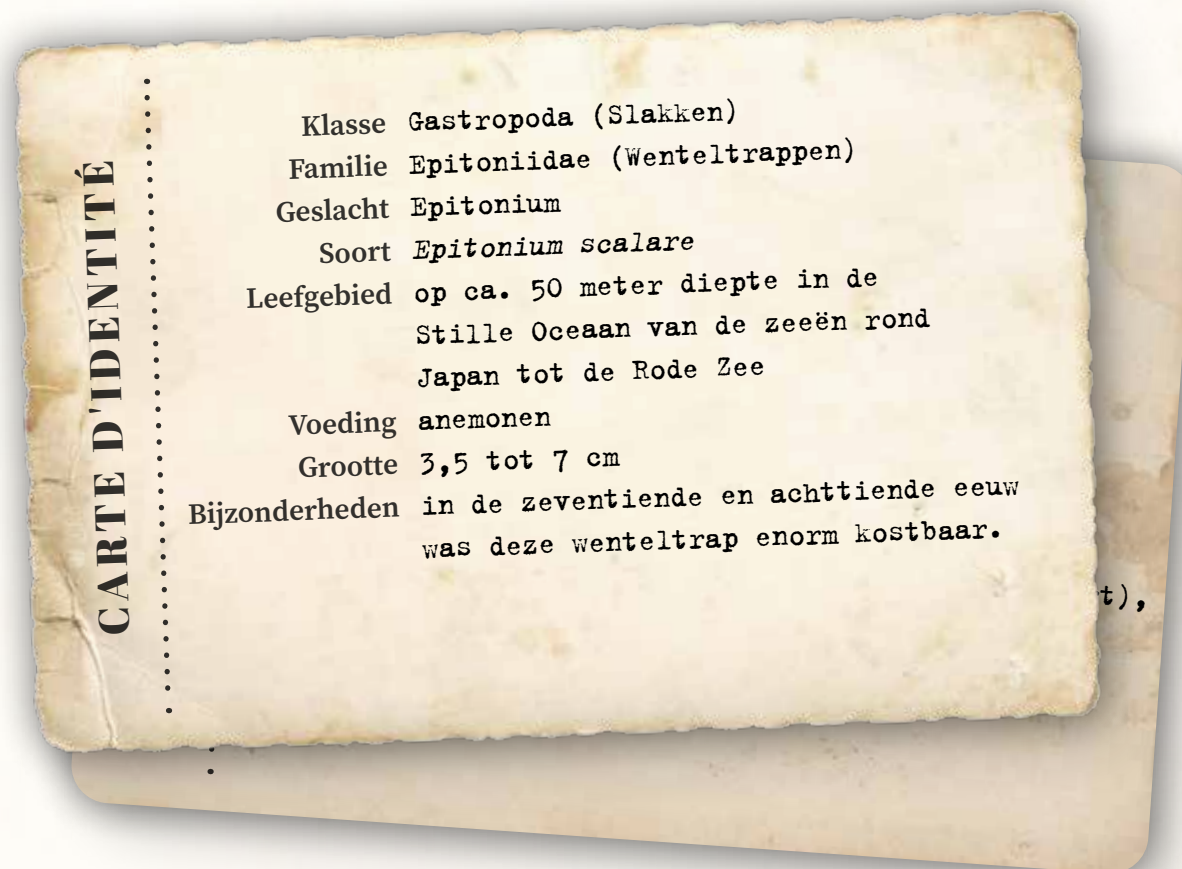 CARTE D'IDENTITÉ
Klasse Gastropoda (Slakken)
Familie Epitoniidae (Wenteltrappen)
Geslacht Epitonium
Soort Epitonium scalare
Leefgebied op ca. 50 meter diepte in de
Stille Oceaan van de zeeën rond
Japan tot de Rode Zee
Voeding anemonen
Grootte 3,5 tot 7 cm
Bijzonderheden in de zeventiende en achttiende eeuw
was deze wenteltrap enorm kostbaar.
t),